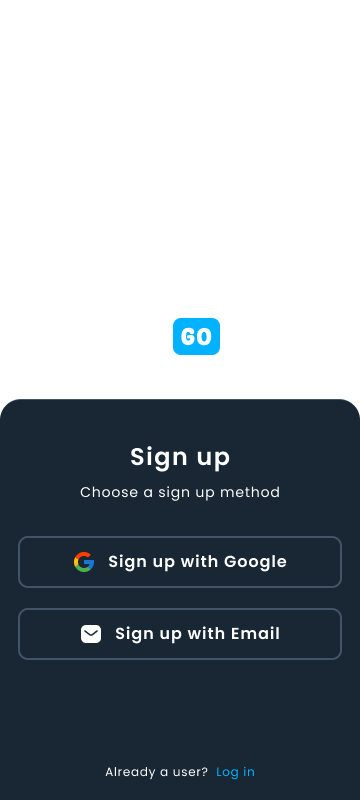 GO
Sign up
Choose a sign up method
Sign up with Google
Sign up with Email
Already a user? Log in